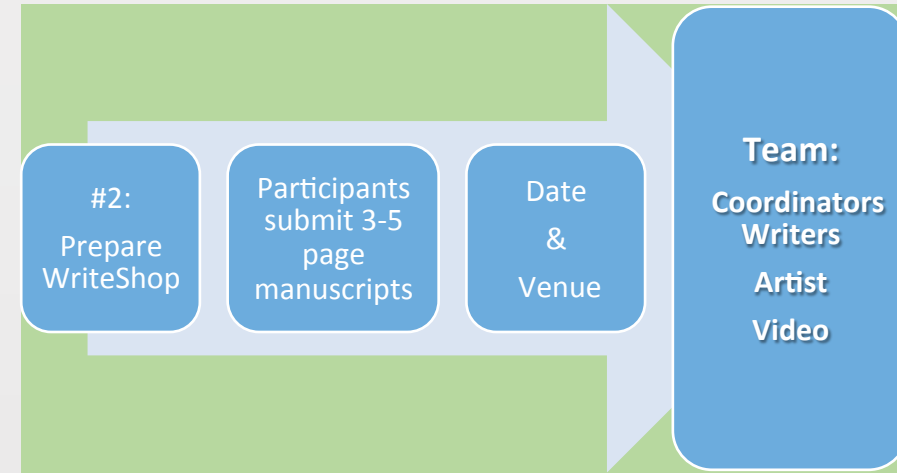 #2:
Prepare
WriteShop
Participants
submit 3-5
page
manuscripts
Date
&
Venue
Team:
Coordinators
Writers
Artist
Video